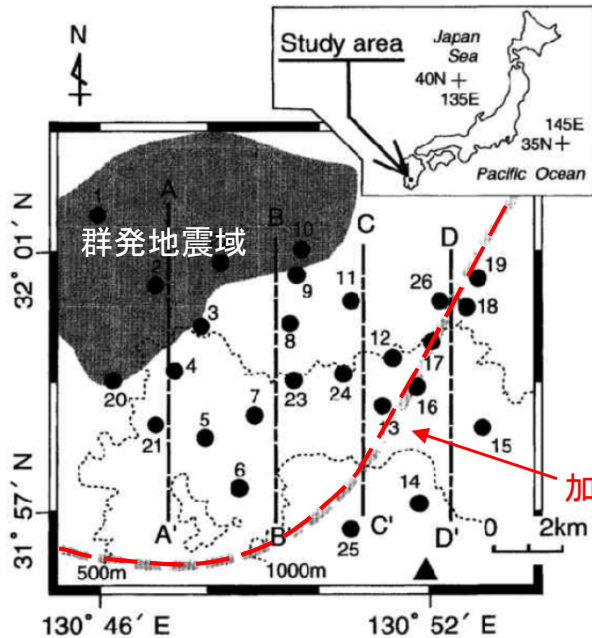 N
Study area
Japan
Sea
40N
135E
145E
35N
Pacific Ocean
32° 01′ N
31° 57′ N
群発地震域
A
B
C
D
1
2
3
4
5
6
7
8
9
10
11
12
13
14
15
16
17
18
19
20
21
23
24
25
26
A'
B'
C'
D'
加
0 2km
500m
1000m
130° 46′ E
130° 52′ E